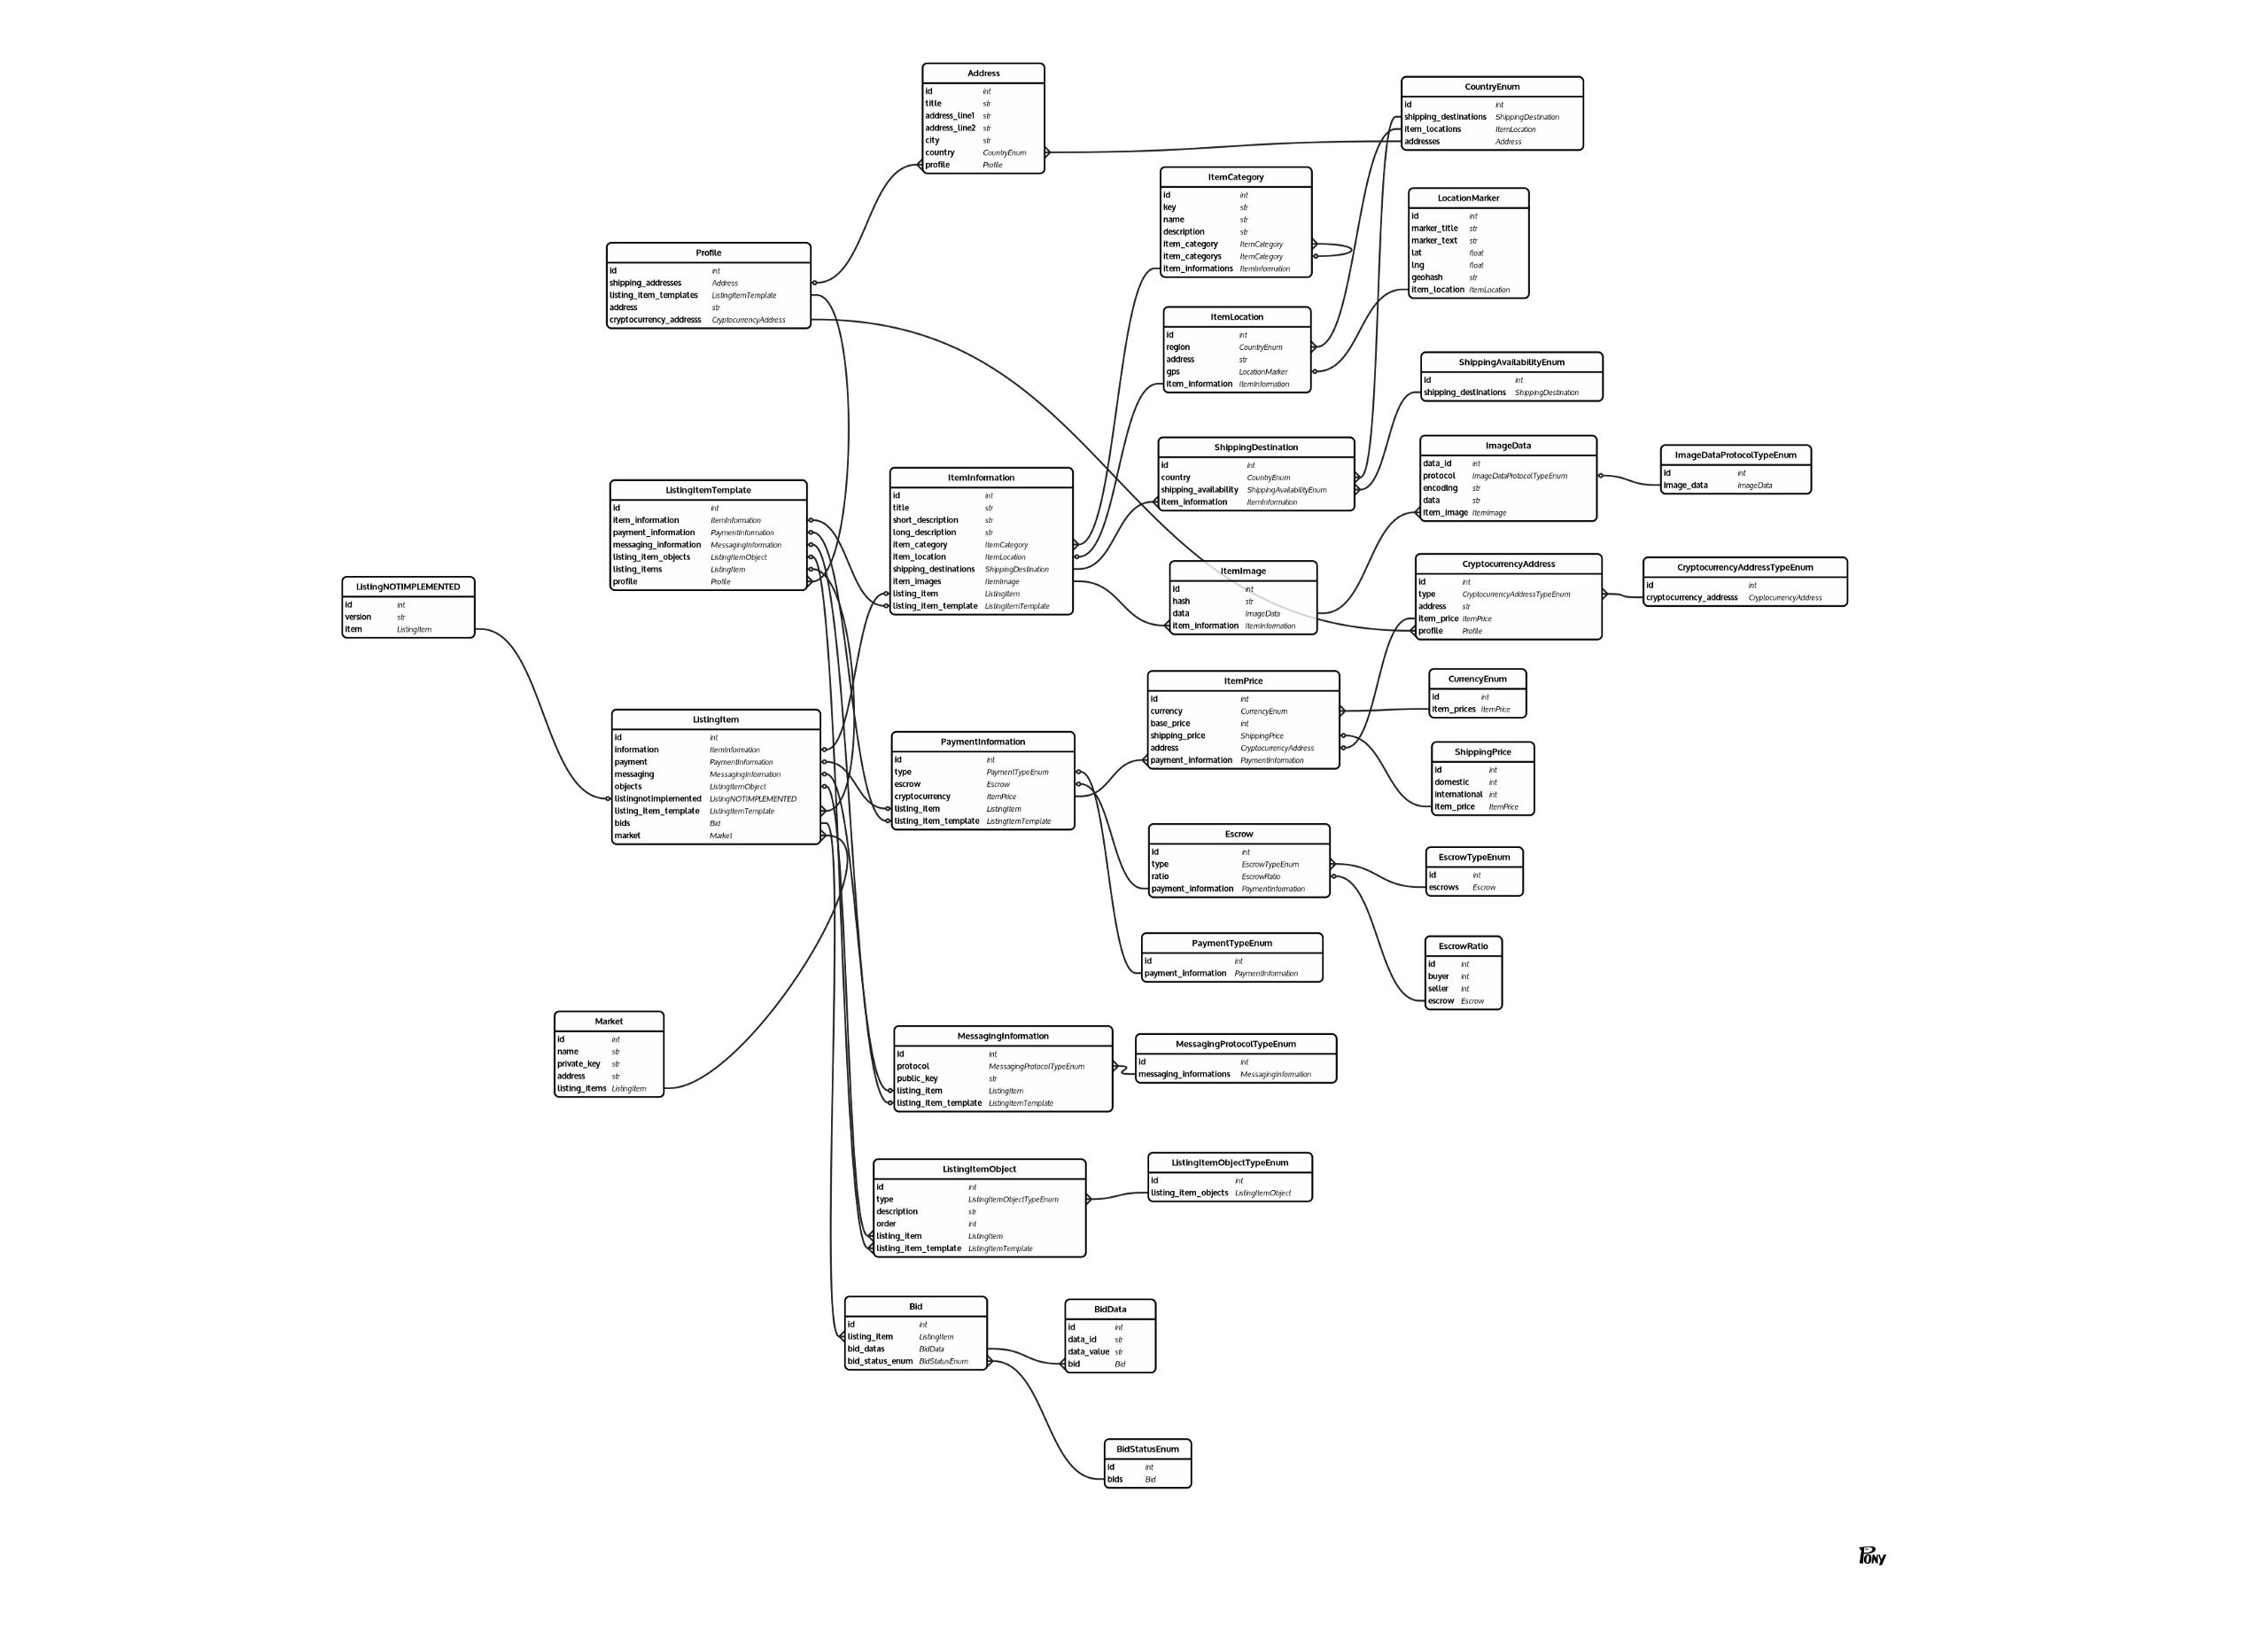 Address
id int
title str
address_line1 str
address_line2 str
city str
country CountryEnum
profile Profile
CountryEnum
id int
shipping_destinations ShippingDestination
item_locations ItemLocation
addresses Address
ItemCategory
id int
key str
name str
description str
item_category ItemCategory
item_categorys ItemCategory
item_informations ItemInformation
LocationMarker
id int
marker_title str
marker_text str
lat float
lng float
geohash str
item_location ItemLocation
Profile
id int
shipping_addresses Address
listing_item_templates ListingItemTemplate
address str
cryptocurrency_addresss CryptocurrencyAddress
ItemLocation
id int
region CountryEnum
address str
gps LocationMarker
item_information ItemInformation
ShippingAvailabilityEnum
id int
shipping_destinations ShippingDestination
ShippingDestination
id int
country CountryEnum
shipping_availability ShippingAvailabilityEnum
item_information ItemInformation
ImageData
data_id int
protocol ImageDataProtocolTypeEnum
encoding str
data str
item_image ItemImage
ImageDataProtocolTypeEnum
id int
image_data ImageData
ListingItemTemplate
id int
item_information ItemInformation
payment_information PaymentInformation
messaging_information MessagingInformation
listing_item_objects ListingItemObject
listing_items ListingItem
profile Profile
ItemInformation
id int
title str
short_description str
long_description str
item_category ItemCategory
item_location ItemLocation
shipping_destinations ShippingDestination
item_images ItemImage
listing_item ListingItem
listing_item_template ListingItemTemplate
ItemImage
id int
hash str
data ImageData
item_information ItemInformation
CryptocurrencyAddress
id int
type CryptocurrencyAddressTypeEnum
address str
item_price ItemPrice
profile Profile
CryptocurrencyAddressTypeEnum
id int
cryptocurrency_addresss CryptocurrencyAddress
ListingNOTIMPLEMENTED
id int
version str
item ListingItem
ItemPrice
id int
currency CurrencyEnum
base_price int
shipping_price ShippingPrice
address CryptocurrencyAddress
payment_information PaymentInformation
CurrencyEnum
id int
item_prices ItemPrice
ListingItem
id int
information ItemInformation
payment PaymentInformation
messaging MessagingInformation
objects ListingItemObject
listingnotimplemented ListingNOTIMPLEMENTED
listing_item_template ListingItemTemplate
bids Bid
market Market
PaymentInformation
id int
type PaymentTypeEnum
escrow Escrow
cryptocurrency ItemPrice
listing_item ListingItem
listing_item_template ListingItemTemplate
ShippingPrice
id int
domestic int
international int
item_price ItemPrice
Escrow
id int
type EscrowTypeEnum
ratio EscrowRatio
payment_information PaymentInformation
EscrowTypeEnum
id int
escrows Escrow
PaymentTypeEnum
id int
payment_information PaymentInformation
EscrowRatio
id int
buyer int
seller int
escrow Escrow
Market
id int
name str
private_key str
address str
listing_items ListingItem
MessagingInformation
id int
protocol MessagingProtocolTypeEnum
public_key str
listing_item ListingItem
listing_item_template ListingItemTemplate
MessagingProtocolTypeEnum
id int
messaging_informations MessagingInformation
ListingItemObject
id int
type ListingItemObjectTypeEnum
description str
order int
listing_item ListingItem
listing_item_template ListingItemTemplate
ListingItemObjectTypeEnum
id int
listing_item_objects ListingItemObject
Bid
id int
listing_item ListingItem
bid_datas BidData
bid_status_enum BidStatusEnum
BidData
id int
data_id str
data_value str
bid Bid
BidStatusEnum
id int
bids Bid
PONY